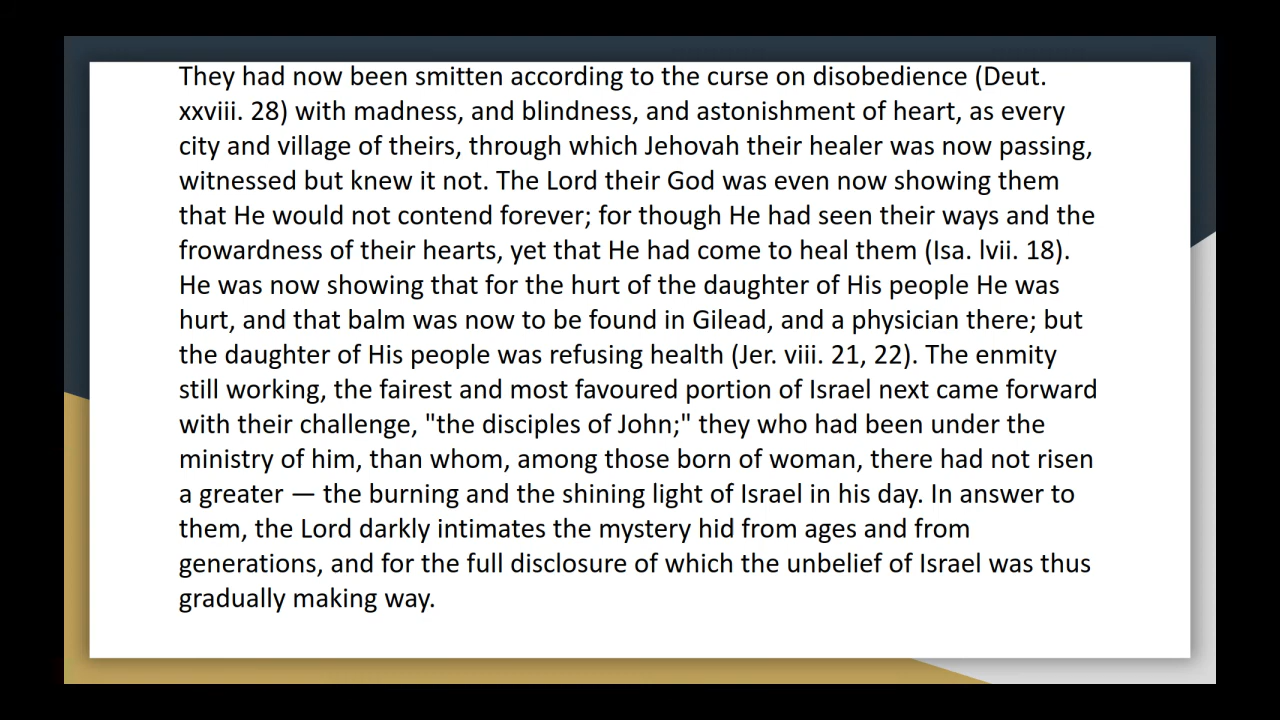 They had now been smitten according to the curse on disobedience (Deut.
xxviii. 28) with madness, and blindness, and astonishment of heart, as every
city and village of theirs, through which Jehovah their healer was now passing,
witnessed but knew it not. The Lord their God was even now showing them
that He would not contend forever; for though He had seen their ways and the
frowardness of their hearts, yet that He had come to heal them (Isa. lvii. 18).
He was now showing that for the hurt of the daughter of His people He was
hurt, and that balm was now to be found in Gilead, and a physician there; but
the daughter of His people was refusing health (Jer. viii. 21, 22). The enmity
still working, the fairest and most favoured portion of Israel next came forward
with their challenge, "the disciples of John;" they who had been under the
ministry of him, than whom, among those born of woman, there had not risen
a greater — the burning and the shining light of Israel in his day. In answer to
them, the Lord darkly intimates the mystery hid from ages and from
generations, and for the full disclosure of which the unbelief of Israel was thus
gradually making way.